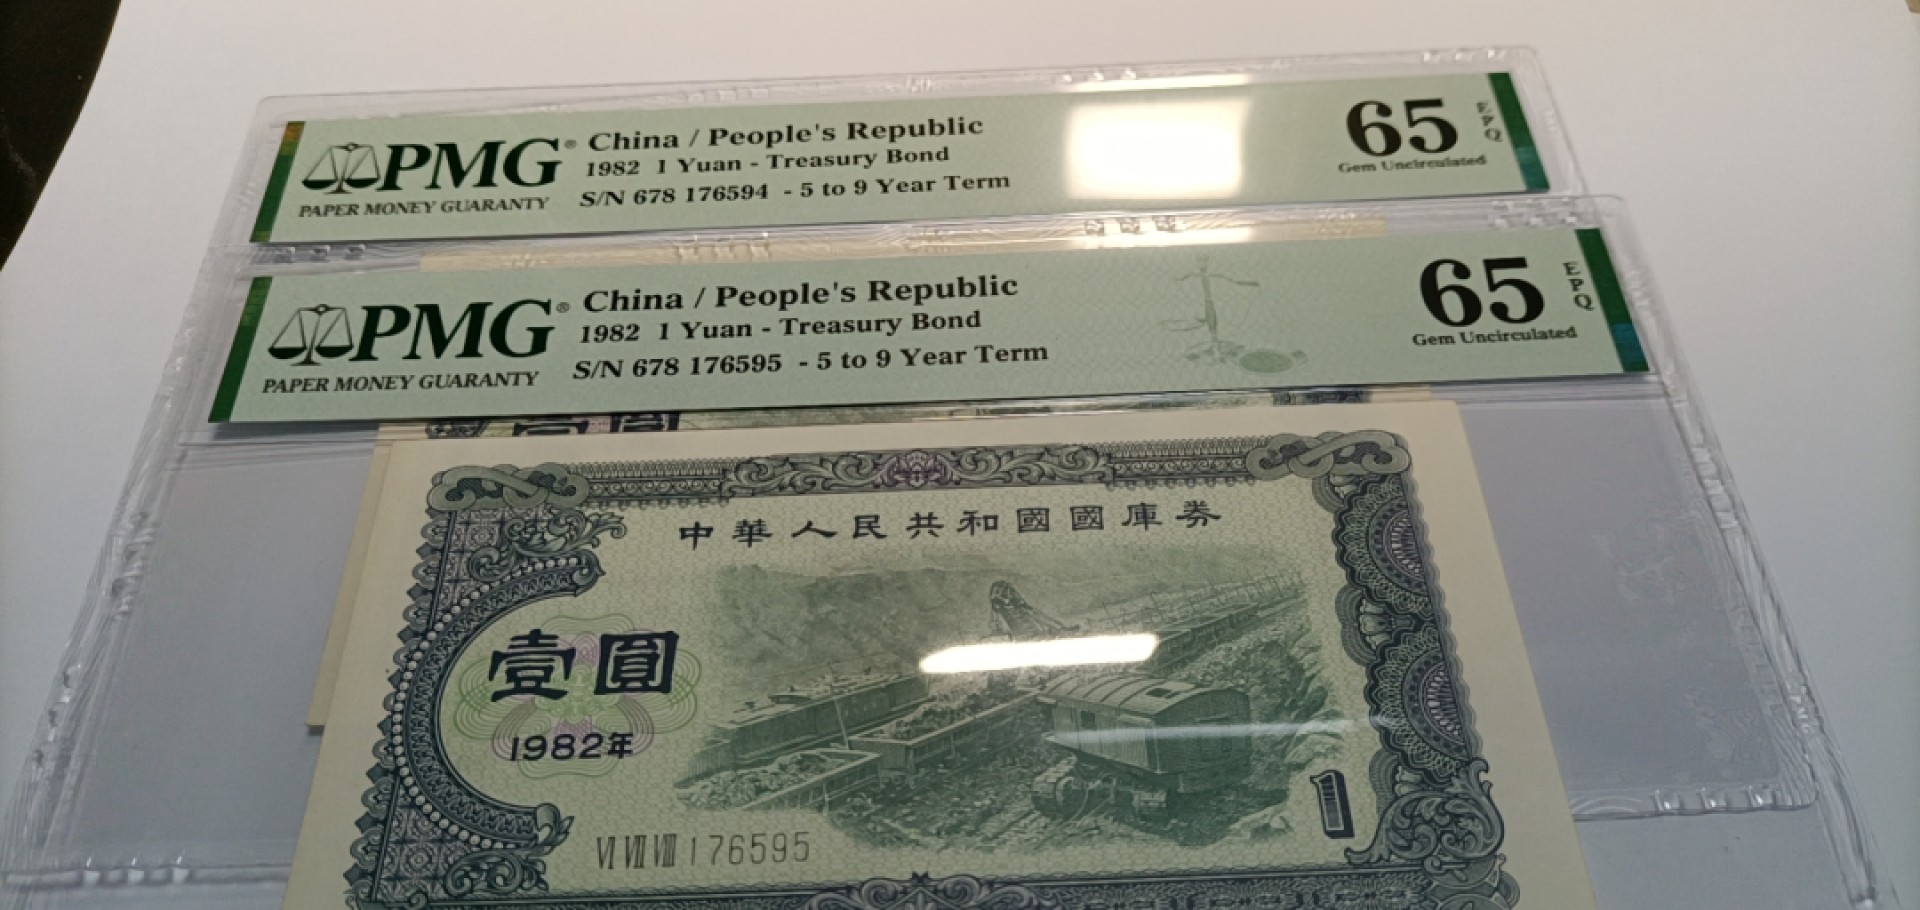 PMG®
PAPER MONEY GUARANTY
China / People's Republic
1982 1 Yuan - Treasury Bond
S/N 678 176594 - 5 to 9 Year Term
65 EPQ
Gem Uncirculated
PMG®
PAPER MONEY GUARANTY
China / People's Republic
1982 1 Yuan - Treasury Bond
S/N 678 176595 - 5 to 9 Year Term
65 EPQ
Gem Uncirculated
壹圓
中華人民共和國國庫券
壹圓
1982年
1
VI VII VIII 176595